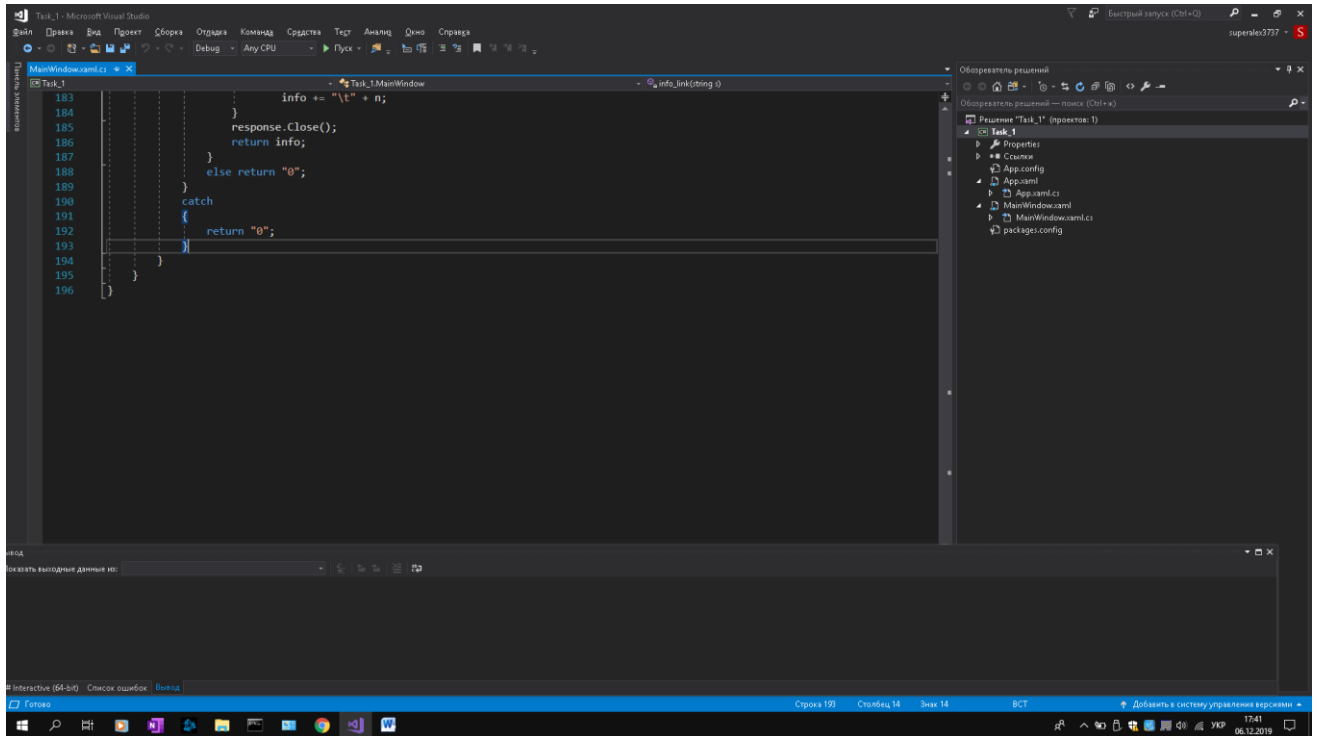 Task_1 - Microsoft Visual Studio
Быстрый запуск (Ctrl+Q)
Файл Правка Вид Проект Сборка Отладка Команда Средства Тест Анализ Окно Справка
superalex3737 S
Debug Any CPU Пуск
Панель элементов
MainWindow.xaml.cs
Task_1 Task_1.MainWindow info_link(string s)
183 info += "\t" + n;
184 }
185 response.Close();
186 return info;
187 }
188 else return "0";
189 }
190 catch
191 {
192 return "0";
193 }
194 }
195 }
196 }
Обозреватель решений
Обозреватель решений — поиск (Ctrl+ж)
Решение "Task_1" (проектов: 1)
C# Task_1
Properties
Ссылки
App.config
App.xaml
App.xaml.cs
MainWindow.xaml
MainWindow.xaml.cs
packages.config
ывод
Показать выходные данные из:
# Interactive (64-bit) Список ошибок Вывод
Готово Строка 193 Столбец 14 Знак 14 ВСТ Добавить в систему управления версиями
УКР 17:41
06.12.2019